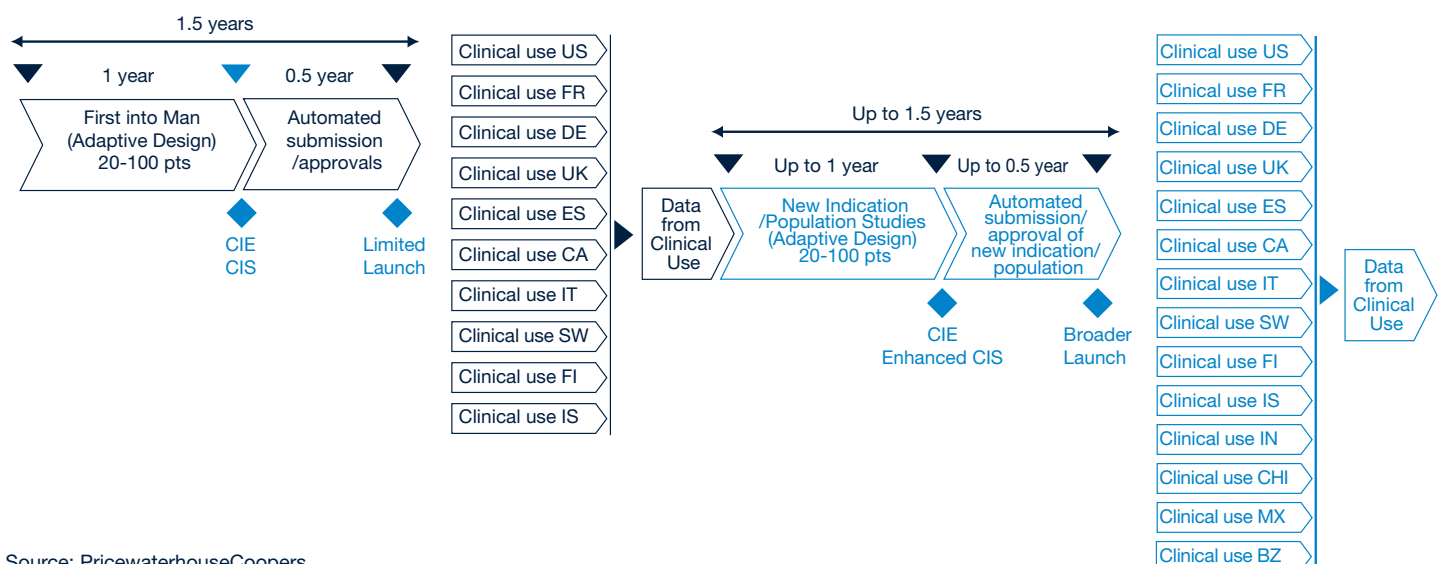 1.5 years
1 year
0.5 year
First into Man
(Adaptive Design)
20-100 pts
Automated
submission
/approvals
CIE
CIS
Limited
Launch
Clinical use US
Clinical use FR
Clinical use DE
Clinical use UK
Clinical use ES
Clinical use CA
Clinical use IT
Clinical use SW
Clinical use FI
Clinical use IS
Data
from
Clinical
Use
Up to 1.5 years
Up to 1 year
Up to 0.5 year
New Indication
/Population Studies
(Adaptive Design)
20-100 pts
Automated
submission/
approval of
new indication/
population
CIE
Enhanced CIS
Broader
Launch
Clinical use US
Clinical use FR
Clinical use DE
Clinical use UK
Clinical use ES
Clinical use CA
Clinical use IT
Clinical use SW
Clinical use FI
Clinical use IS
Clinical use IN
Clinical use CHI
Clinical use MX
Clinical use BZ
Data
from
Clinical
Use
Source: PricewaterhouseCoopers